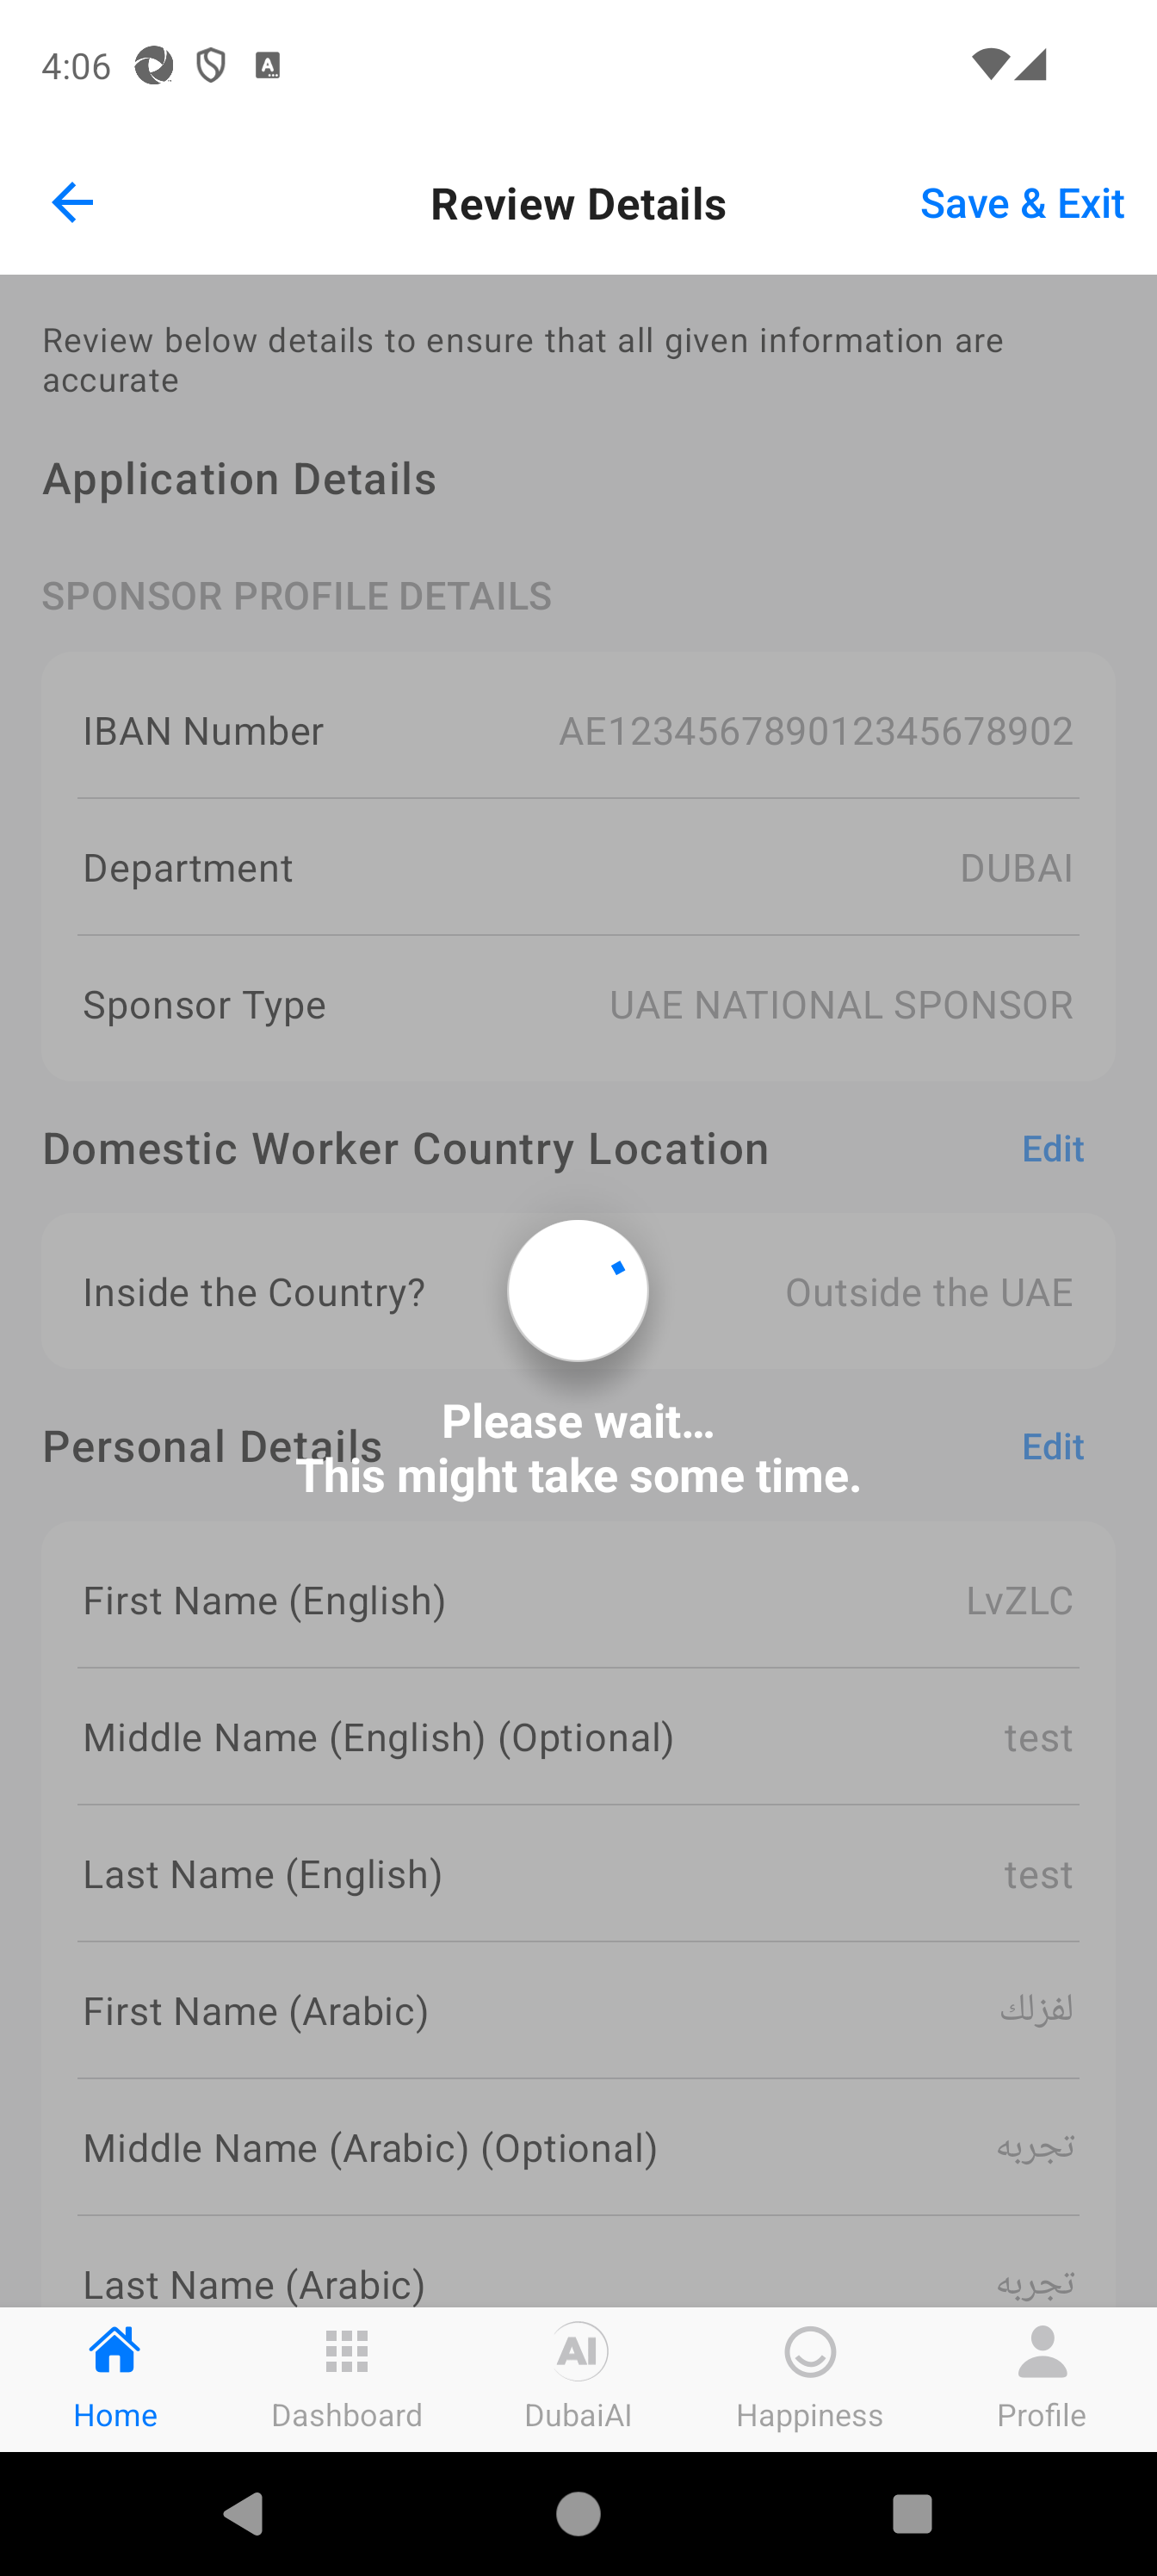 4:06
Review Details
Save & Exit
Review below details to ensure that all given information are
accurate
Application Details
SPONSOR PROFILE DETAILS
IBAN Number AE123456789012345678902
Department DUBAI
Sponsor Type UAE NATIONAL SPONSOR
Domestic Worker Country Location Edit
Inside the Country? Outside the UAE
Please wait...
Personal Details Edit
This might take some time.
First Name (English) LvZLC
Middle Name (English) (Optional) test
Last Name (English) test
First Name (Arabic) لفزلك
Middle Name (Arabic) (Optional) تجربه
Last Name (Arabic) تجربه
AI
Home Dashboard DubaiAI Happiness Profile